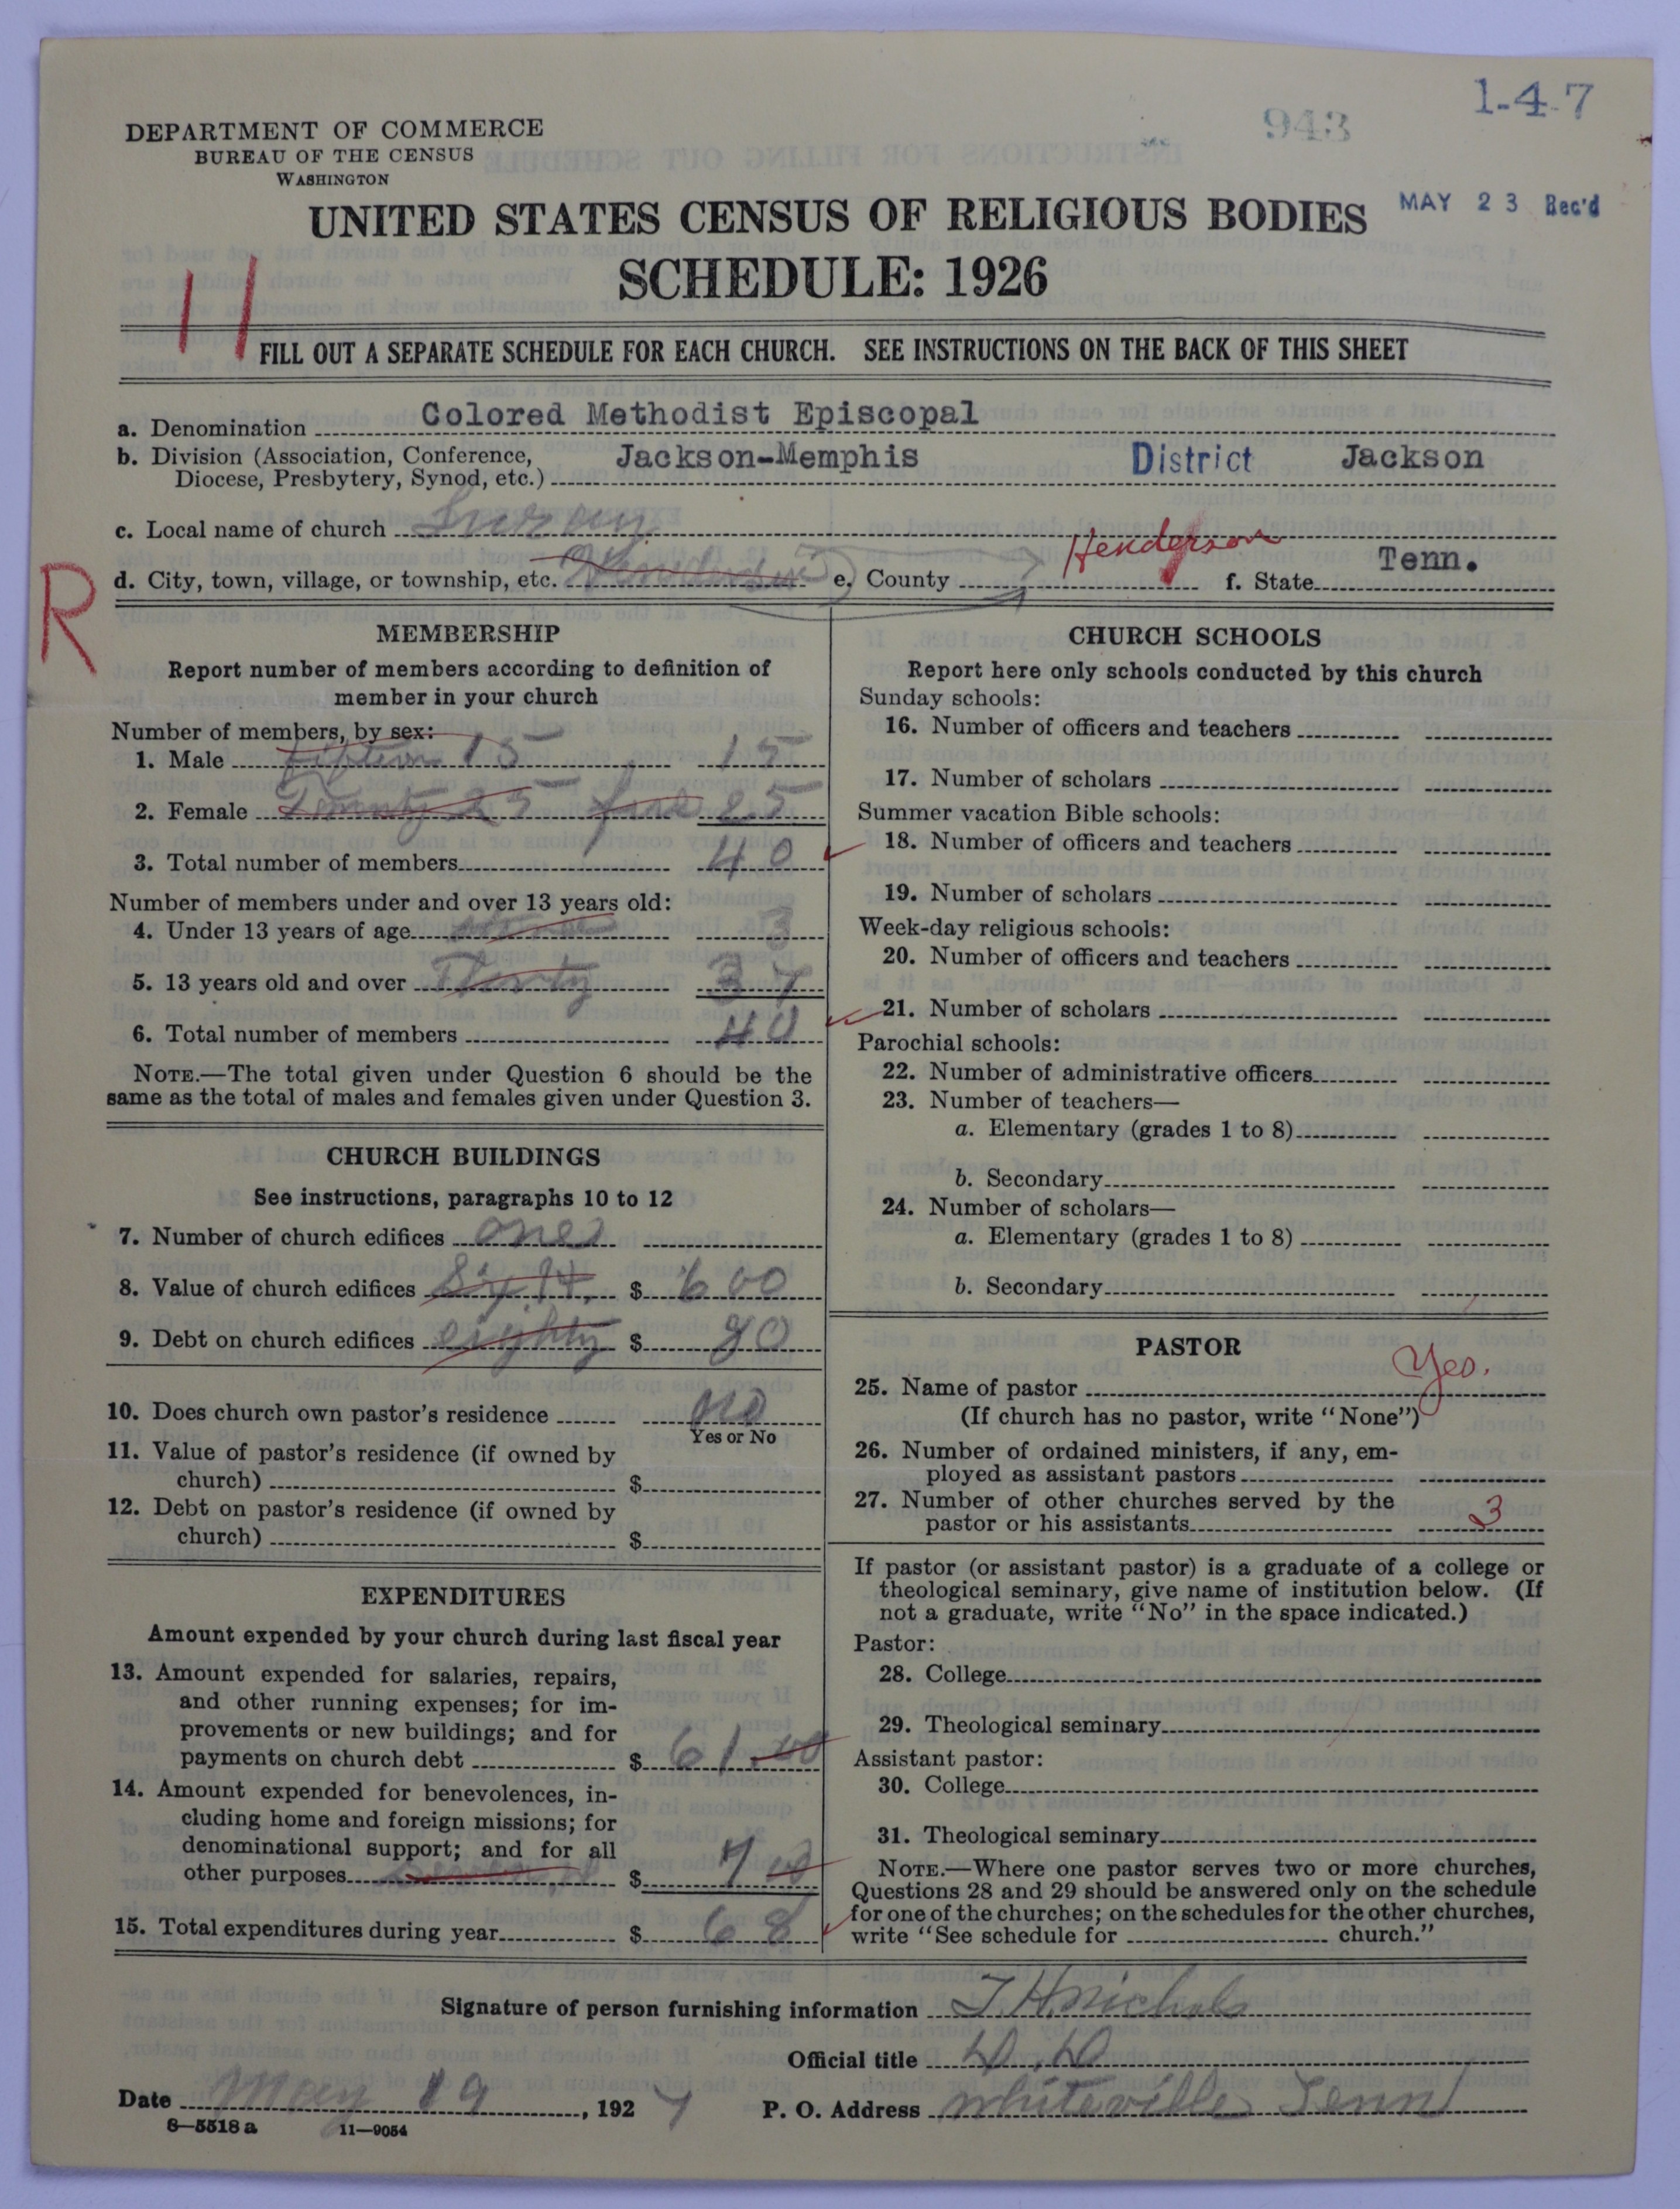 1-4-7
943
DEPARTMENT OF COMMERCE
BUREAU OF THE CENSUS
WASHINGTON
UNITED STATES CENSUS OF RELIGIOUS BODIES
MAY 23 Rec'd
SCHEDULE: 1926
11
FILL OUT A SEPARATE SCHEDULE FOR EACH CHURCH. SEE INSTRUCTIONS ON THE BACK OF THIS SHEET
a. Denomination Colored Methodist Episcopal
b. Division (Association, Conference, Jackson-Memphis District Jackson
Diocese, Presbytery, Synod, etc.)
c. Local name of church Luray
R
d. City, town, village, or township, etc. Henderson e. County Henderson f. State Tenn.
MEMBERSHIP
Report number of members according to definition of
member in your church
Number of members, by sex:
1. Male fifteen 15 15
2. Female Twenty 25 five 25
3. Total number of members 40
Number of members under and over 13 years old:
4. Under 13 years of age 3
5. 13 years old and over Thirty 37
6. Total number of members 40
NOTE.—The total given under Question 6 should be the
same as the total of males and females given under Question 3.
CHURCH BUILDINGS
See instructions, paragraphs 10 to 12
7. Number of church edifices one
8. Value of church edifices Six H. $ 600
9. Debt on church edifices eighty $ 80
10. Does church own pastor's residence no
Yes or No
11. Value of pastor's residence (if owned by
church) $
12. Debt on pastor's residence (if owned by
church) $
EXPENDITURES
Amount expended by your church during last fiscal year
13. Amount expended for salaries, repairs,
and other running expenses; for im-
provements or new buildings; and for
payments on church debt $ 61.00
14. Amount expended for benevolences, in-
cluding home and foreign missions; for
denominational support; and for all
other purposes $ 7 00
15. Total expenditures during year $ 68
CHURCH SCHOOLS
Report here only schools conducted by this church
Sunday schools:
16. Number of officers and teachers
17. Number of scholars
Summer vacation Bible schools:
18. Number of officers and teachers
19. Number of scholars
Week-day religious schools:
20. Number of officers and teachers
21. Number of scholars
Parochial schools:
22. Number of administrative officers
23. Number of teachers—
a. Elementary (grades 1 to 8)
b. Secondary
24. Number of scholars—
a. Elementary (grades 1 to 8)
b. Secondary
PASTOR
25. Name of pastor Yes.
(If church has no pastor, write "None")
26. Number of ordained ministers, if any, em-
ployed as assistant pastors
27. Number of other churches served by the
pastor or his assistants 3
If pastor (or assistant pastor) is a graduate of a college or
theological seminary, give name of institution below. (If
not a graduate, write "No" in the space indicated.)
Pastor:
28. College
29. Theological seminary
Assistant pastor:
30. College
31. Theological seminary
NOTE.—Where one pastor serves two or more churches,
Questions 28 and 29 should be answered only on the schedule
for one of the churches; on the schedules for the other churches,
write "See schedule for church."
Signature of person furnishing information T. H. Nichols
Official title D.D
Date May 19, 1927 P. O. Address Whiteville Tenn
8—5518 a 11—9054